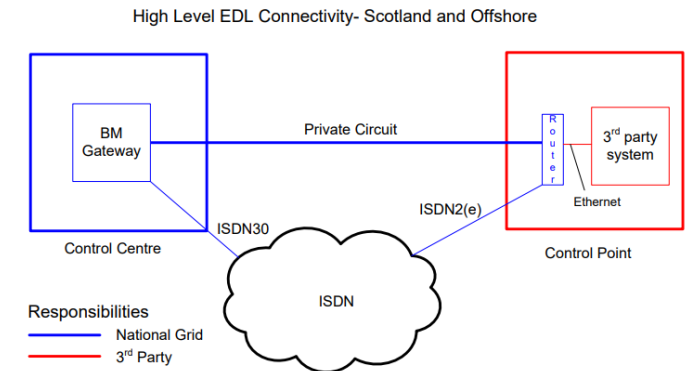 High Level EDL Connectivity- Scotland and Offshore
BM
Gateway
Private Circuit
Router
3rd party
system
Ethernet
ISDN30
ISDN2(e)
Control Centre
Control Point
ISDN
Responsibilities
National Grid
3rd Party